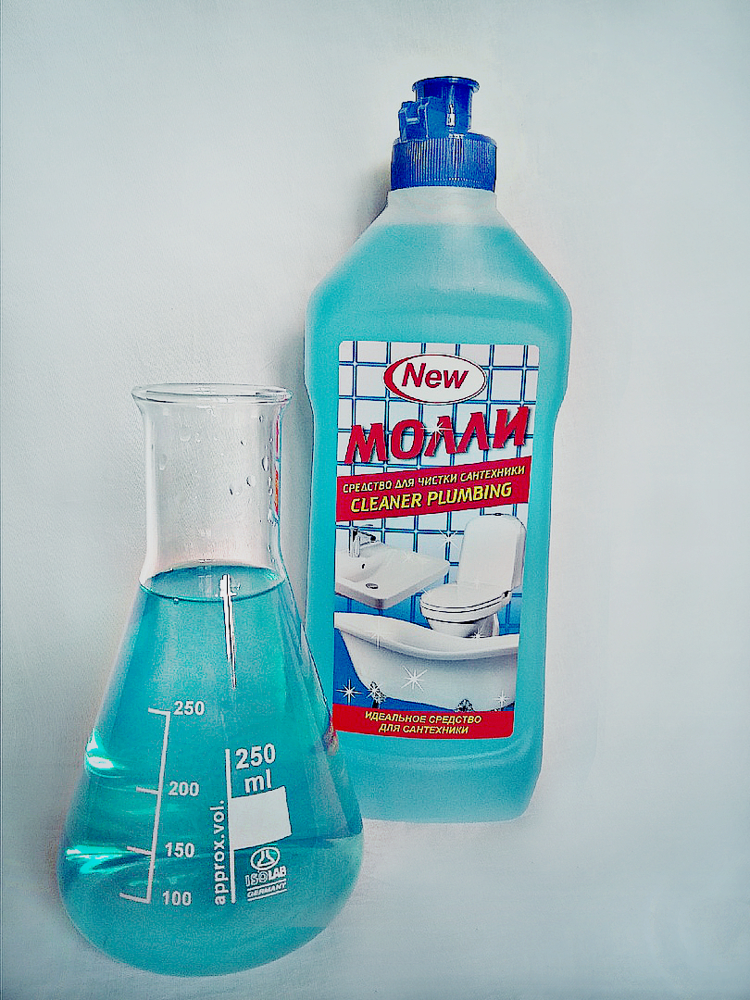 New
МОЛЛИ
СРЕДСТВО ДЛЯ ЧИСТКИ САНТЕХНИКИ
CLEANER PLUMBING
ИДЕАЛЬНОЕ СРЕДСТВО
ДЛЯ САНТЕХНИКИ
250
200
150
100
approx.vol.
250
ml
ISOLAB
GERMANY